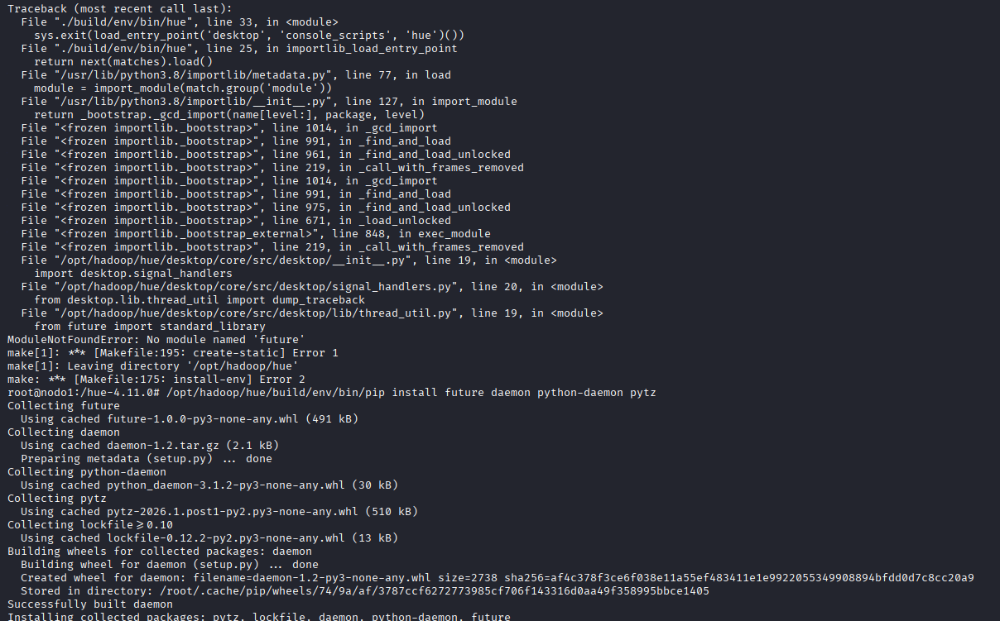 Traceback (most recent call last):
  File "./build/env/bin/hue", line 33, in <module>
    sys.exit(load_entry_point('desktop', 'console_scripts', 'hue')())
  File "./build/env/bin/hue", line 25, in importlib_load_entry_point
    return next(matches).load()
  File "/usr/lib/python3.8/importlib/metadata.py", line 77, in load
    module = import_module(match.group('module'))
  File "/usr/lib/python3.8/importlib/__init__.py", line 127, in import_module
    return _bootstrap._gcd_import(name[level:], package, level)
  File "<frozen importlib._bootstrap>", line 1014, in _gcd_import
  File "<frozen importlib._bootstrap>", line 991, in _find_and_load
  File "<frozen importlib._bootstrap>", line 961, in _find_and_load_unlocked
  File "<frozen importlib._bootstrap>", line 219, in _call_with_frames_removed
  File "<frozen importlib._bootstrap>", line 1014, in _gcd_import
  File "<frozen importlib._bootstrap>", line 991, in _find_and_load
  File "<frozen importlib._bootstrap>", line 975, in _find_and_load_unlocked
  File "<frozen importlib._bootstrap>", line 671, in _load_unlocked
  File "<frozen importlib._bootstrap_external>", line 848, in exec_module
  File "<frozen importlib._bootstrap>", line 219, in _call_with_frames_removed
  File "/opt/hadoop/hue/desktop/core/src/desktop/__init__.py", line 19, in <module>
    import desktop.signal_handlers
  File "/opt/hadoop/hue/desktop/core/src/desktop/signal_handlers.py", line 20, in <module>
    from desktop.lib.thread_util import dump_traceback
  File "/opt/hadoop/hue/desktop/core/src/desktop/lib/thread_util.py", line 19, in <module>
    from future import standard_library
ModuleNotFoundError: No module named 'future'
make[1]: *** [Makefile:195: create-static] Error 1
make[1]: Leaving directory '/opt/hadoop/hue'
make: *** [Makefile:175: install-env] Error 2
root@nodo1:/hue-4.11.0# /opt/hadoop/hue/build/env/bin/pip install future daemon python-daemon pytz
Collecting future
  Using cached future-1.0.0-py3-none-any.whl (491 kB)
Collecting daemon
  Using cached daemon-1.2.tar.gz (2.1 kB)
  Preparing metadata (setup.py) ... done
Collecting python-daemon
  Using cached python_daemon-3.1.2-py3-none-any.whl (30 kB)
Collecting pytz
  Using cached pytz-2026.1.post1-py2.py3-none-any.whl (510 kB)
Collecting lockfile>=0.10
  Using cached lockfile-0.12.2-py2.py3-none-any.whl (13 kB)
Building wheels for collected packages: daemon
  Building wheel for daemon (setup.py) ... done
  Created wheel for daemon: filename=daemon-1.2-py3-none-any.whl size=2738 sha256=af4c378f3ce6f038e11a55ef483411e1e9922055349908894bfdd0d7c8cc20a9
  Stored in directory: /root/.cache/pip/wheels/74/9a/af/3787ccf6272773985cf706f143316d0aa49f358995bbce1405
Successfully built daemon
Installing collected packages: pytz, lockfile, daemon, python-daemon, future